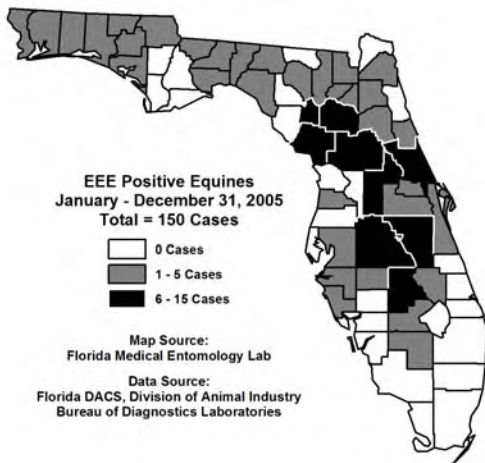 EEE Positive Equines
January - December 31, 2005
Total = 150 Cases
0 Cases
1 - 5 Cases
6 - 15 Cases
Map Source:
Florida Medical Entomology Lab
Data Source:
Florida DACS, Division of Animal Industry
Bureau of Diagnostics Laboratories